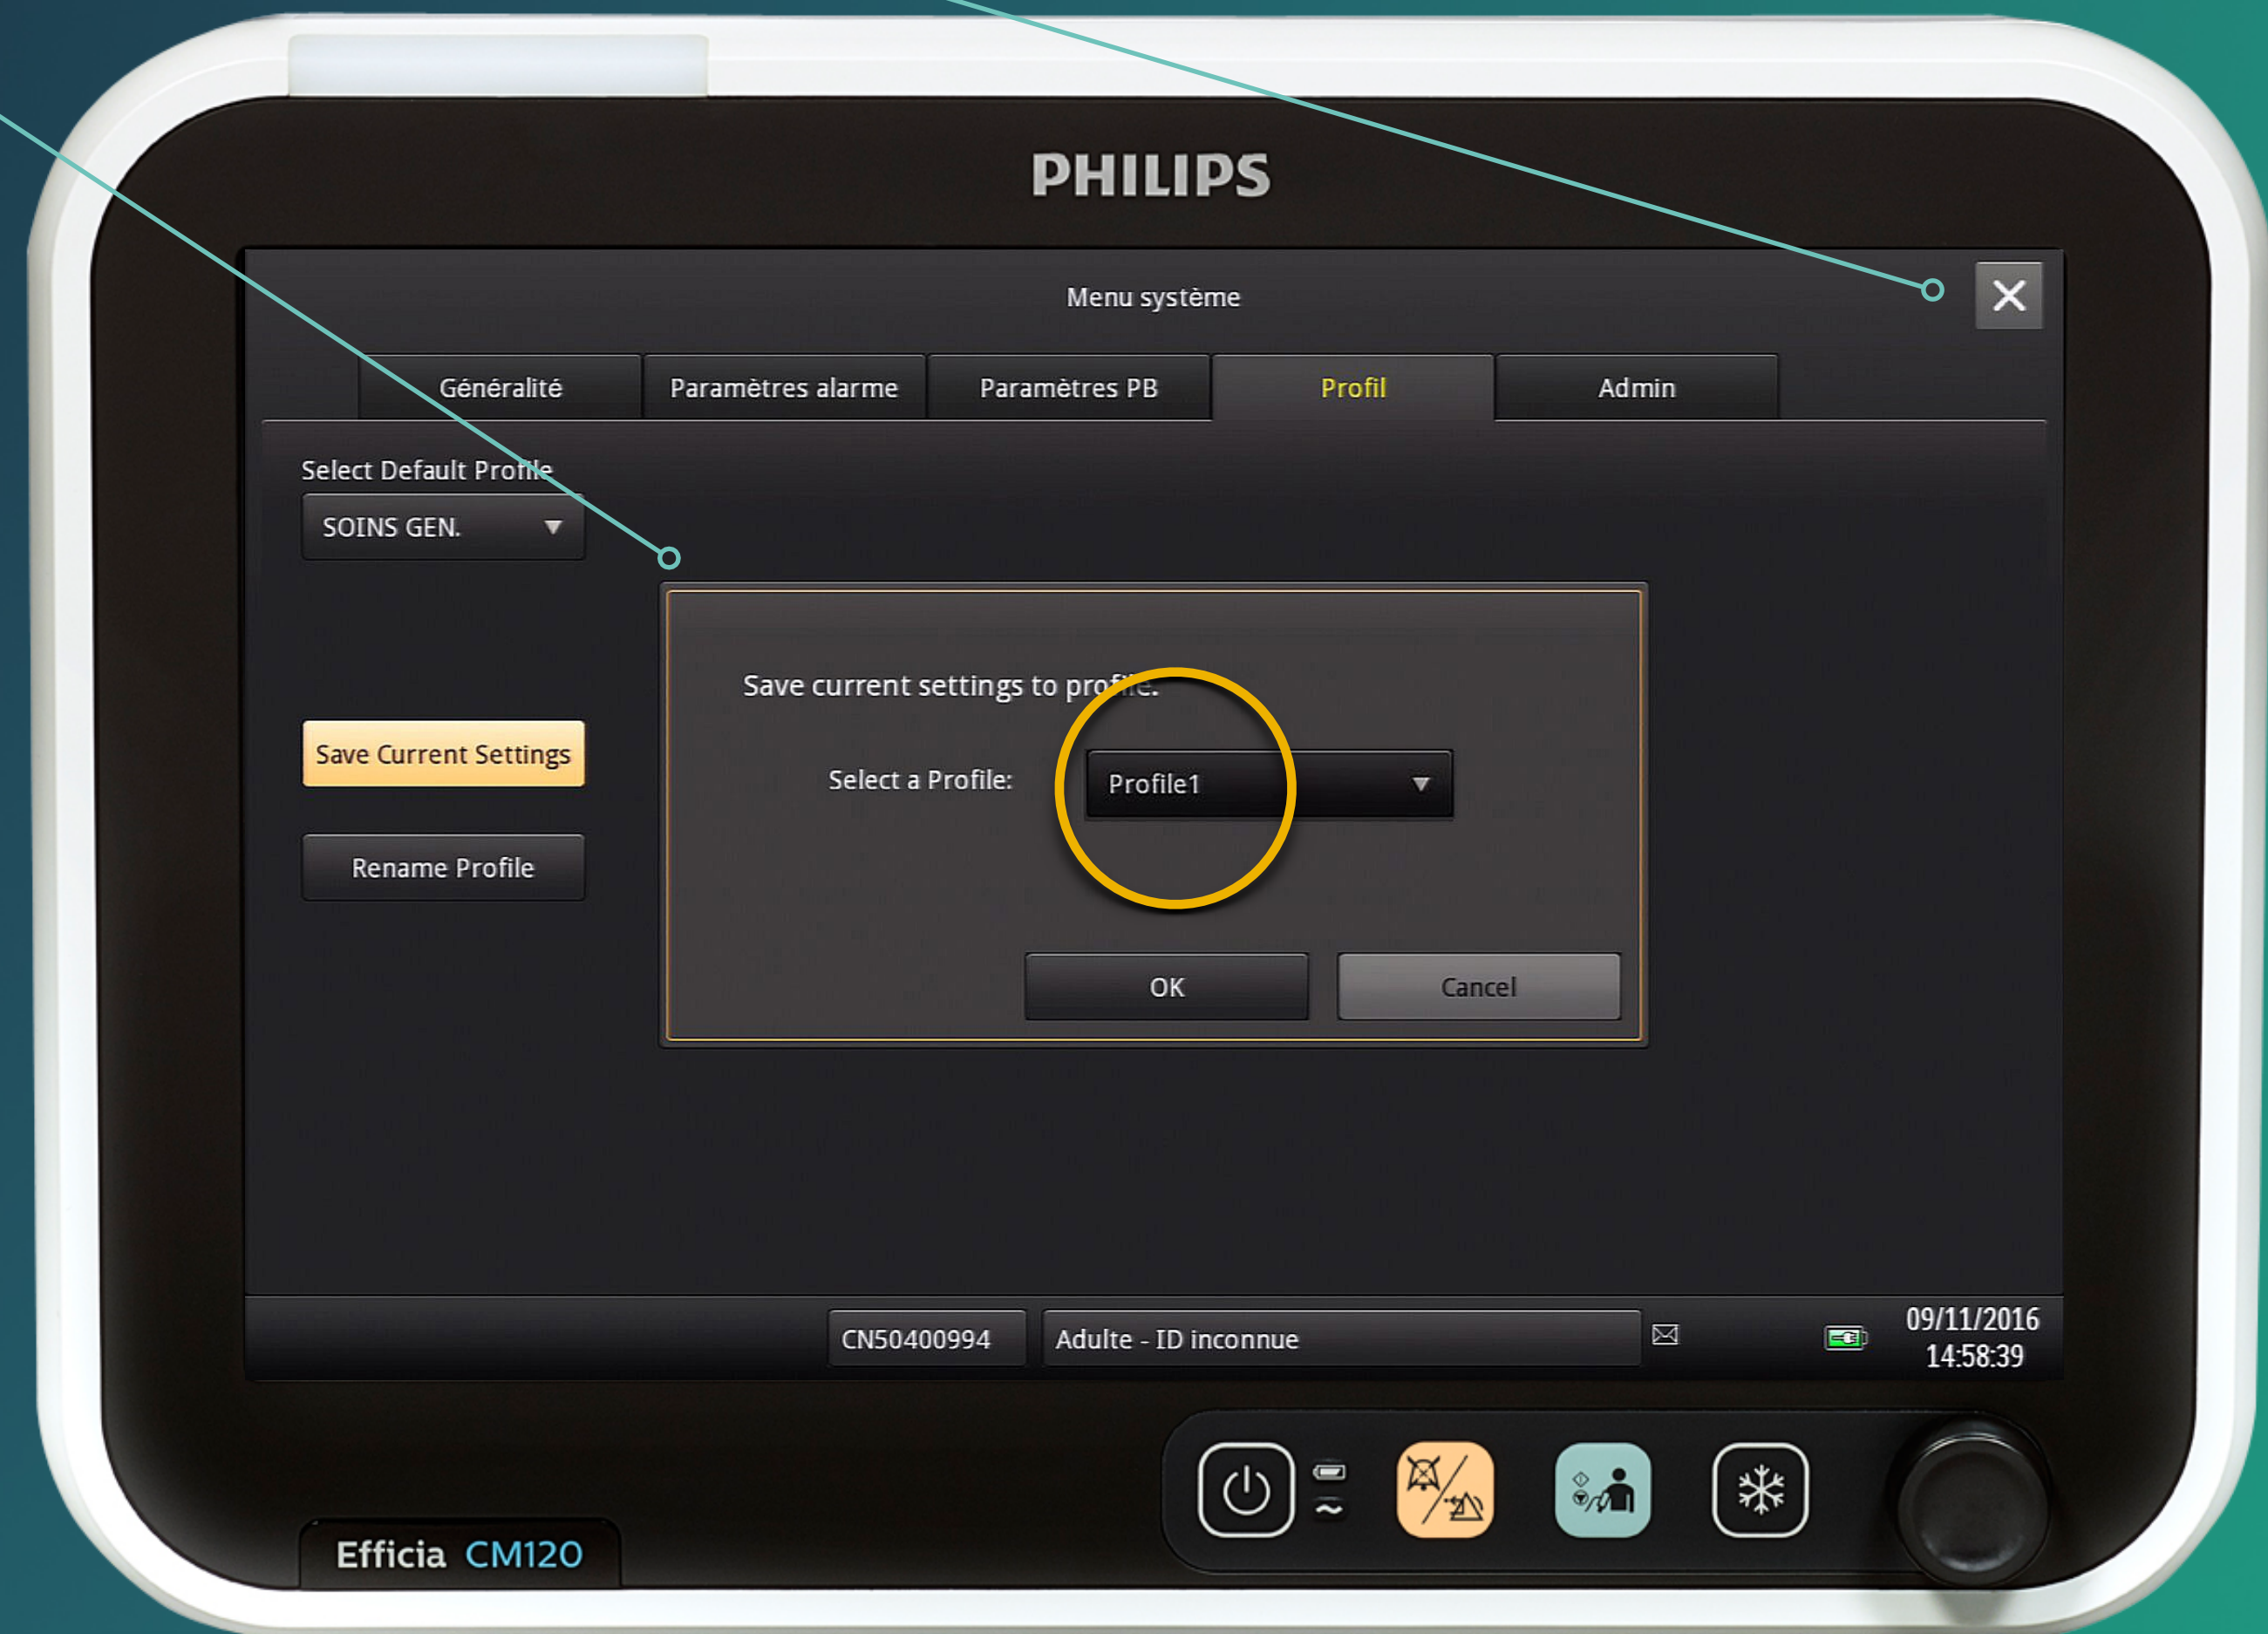 PHILIPS
Menu système
Généralité
Paramètres alarme
Paramètres PB
Profil
Admin
Select Default Profile
SOINS GEN.
Save current settings to profile.
Save Current Settings
Select a Profile:
Profile1
Rename Profile
OK
Cancel
CN50400994
Adulte - ID inconnue
09/11/2016
14:58:39
Efficia CM120